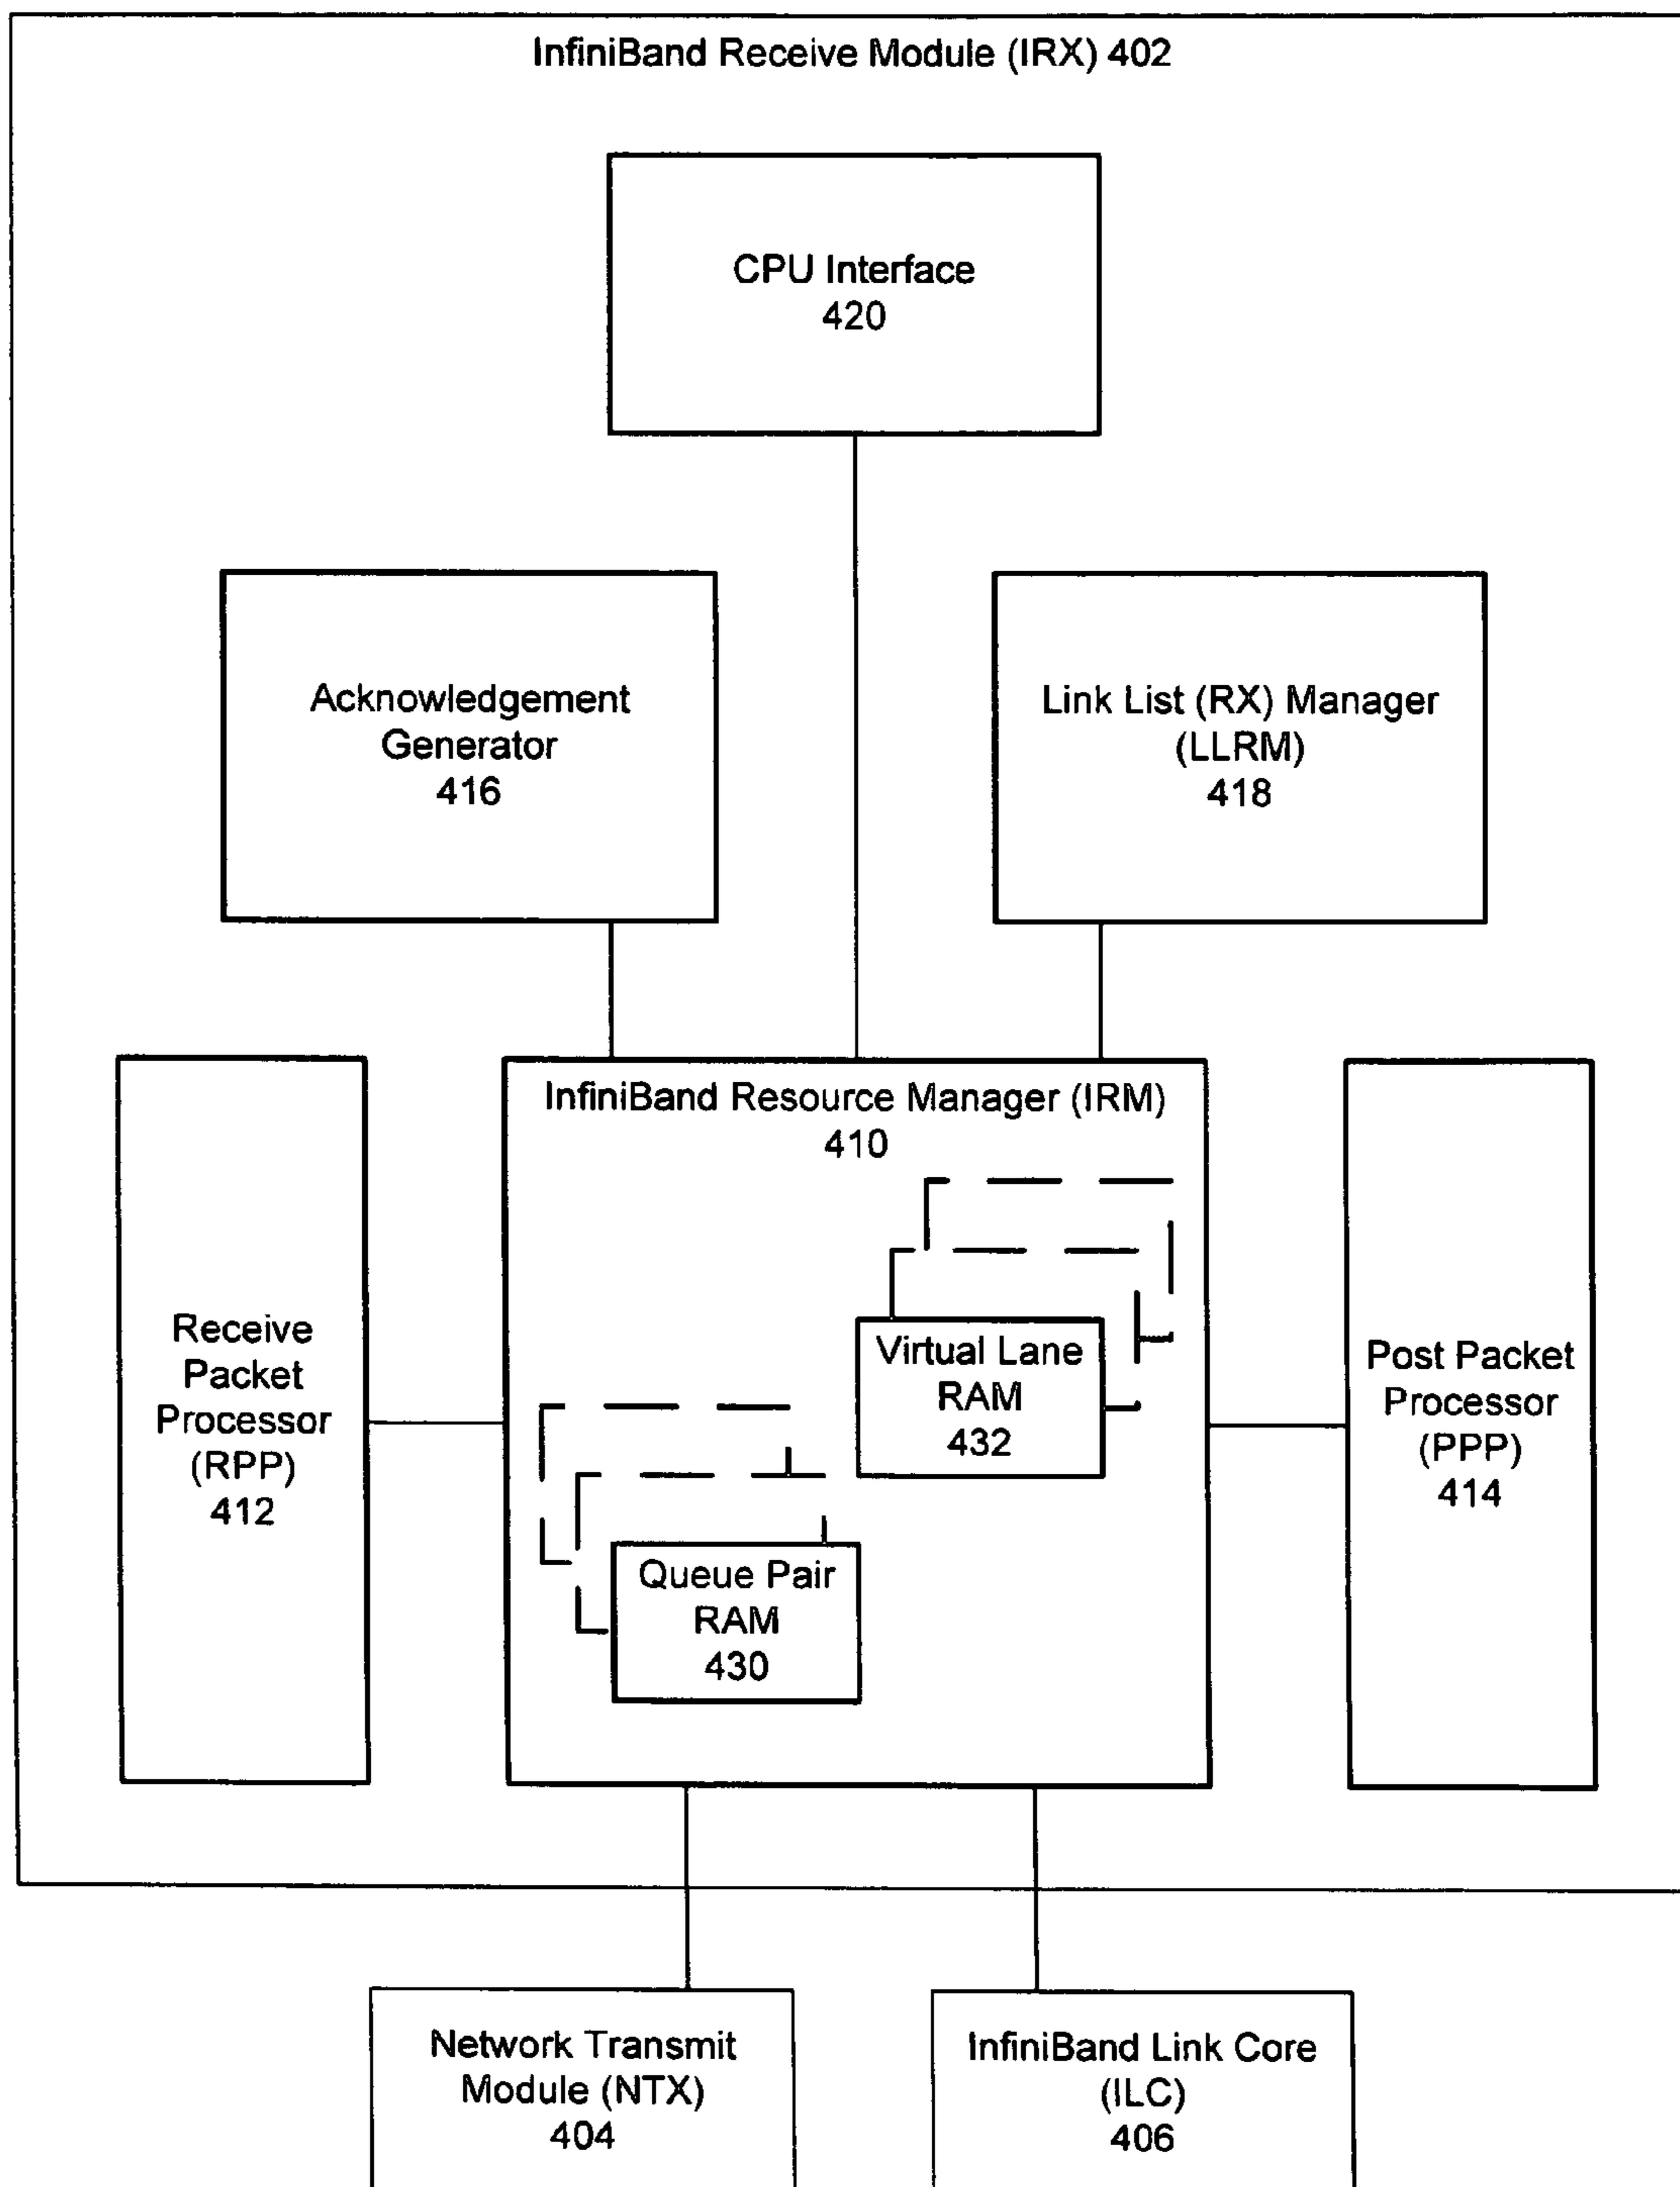 InfiniBand Receive Module (IRX) 402
CPU Interface
420
Acknowledgement
Generator
416
Link List (RX) Manager
(LLRM)
418
InfiniBand Resource Manager (IRM)
410
Receive
Packet
Processor
(RPP)
412
Virtual Lane
RAM
432
Queue Pair
RAM
430
Post Packet
Processor
(PPP)
414
Network Transmit
Module (NTX)
404
InfiniBand Link Core
(ILC)
406